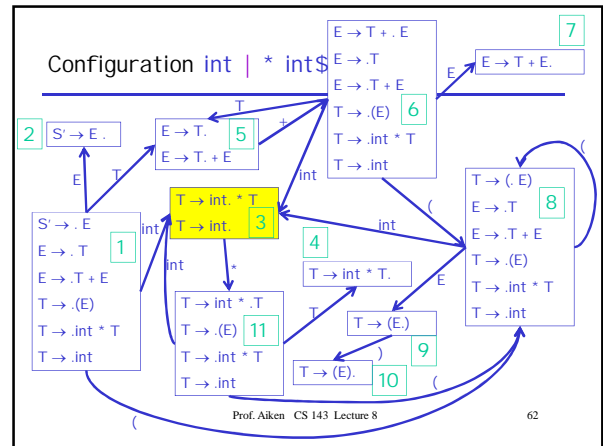 Configuration int | * int$
E → T + . E
E → .T
E → .T + E
T → .(E)
T → .int * T
T → .int
6
7
E → T + E.
E
2
S’ → E .
E → T.
E → T. + E
5
T
+
E
T
int
(
T → int. * T
T → int.
3
S’ → . E
E → . T
E → .T + E
T → .(E)
T → .int * T
T → .int
1
int
int
*
int
4
T → int * T.
T
T → int * .T
T → .(E)
T → .int * T
T → .int
11
T → (. E)
E → .T
E → .T + E
T → .(E)
T → .int * T
T → .int
8
(
E
T → (E.)
9
)
T → (E).
10
(
(
Prof. Aiken CS 143 Lecture 8
62